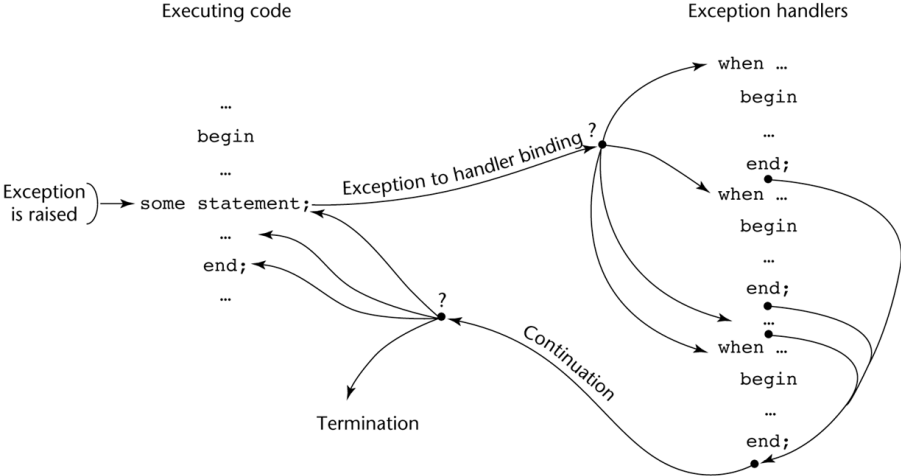 Executing code
Exception handlers
…
begin
…
Exception
is raised
some statement;
…
end;
…
Exception to handler binding
?
when …
begin
…
end;
when …
begin
…
end;
…
when …
begin
…
end;
?
Continuation
Termination